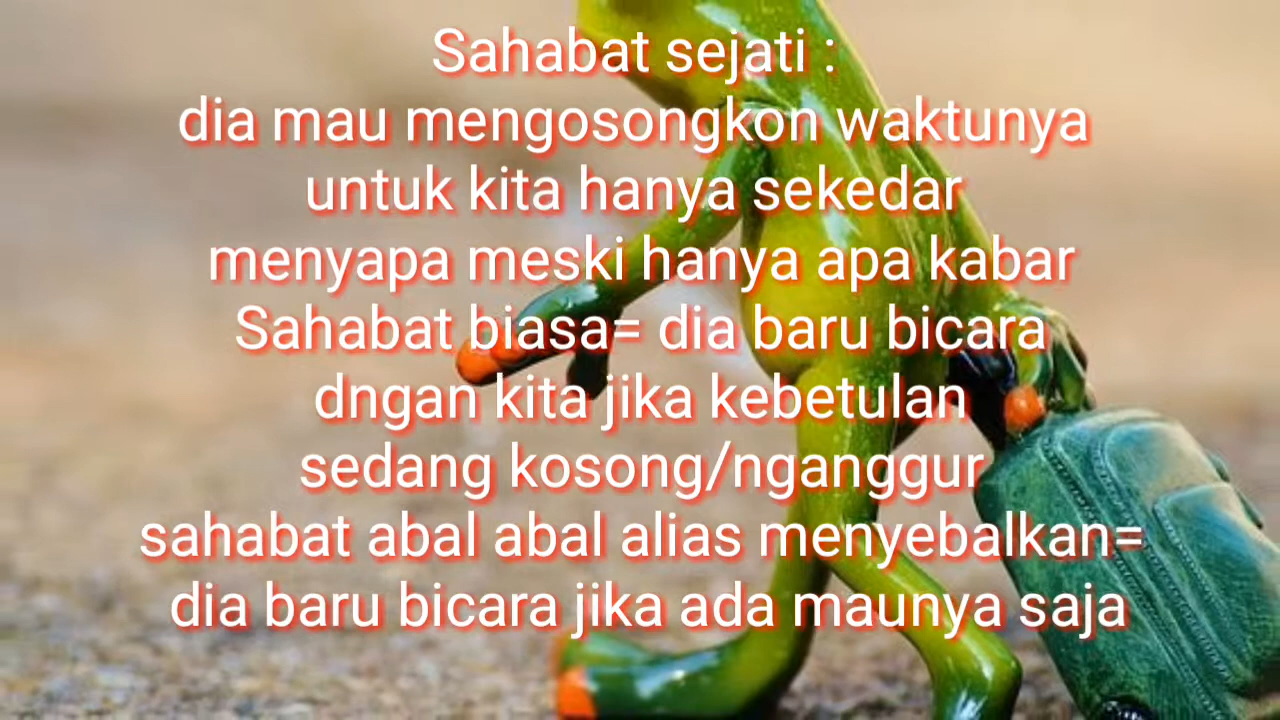 Sahabat sejati :
dia mau mengosongkon waktunya
untuk kita hanya sekedar
menyapa meski hanya apa kabar
Sahabat biasa= dia baru bicara
dngan kita jika kebetulan
sedang kosong/nganggur
sahabat abal abal alias menyebalkan=
dia baru bicara jika ada maunya saja